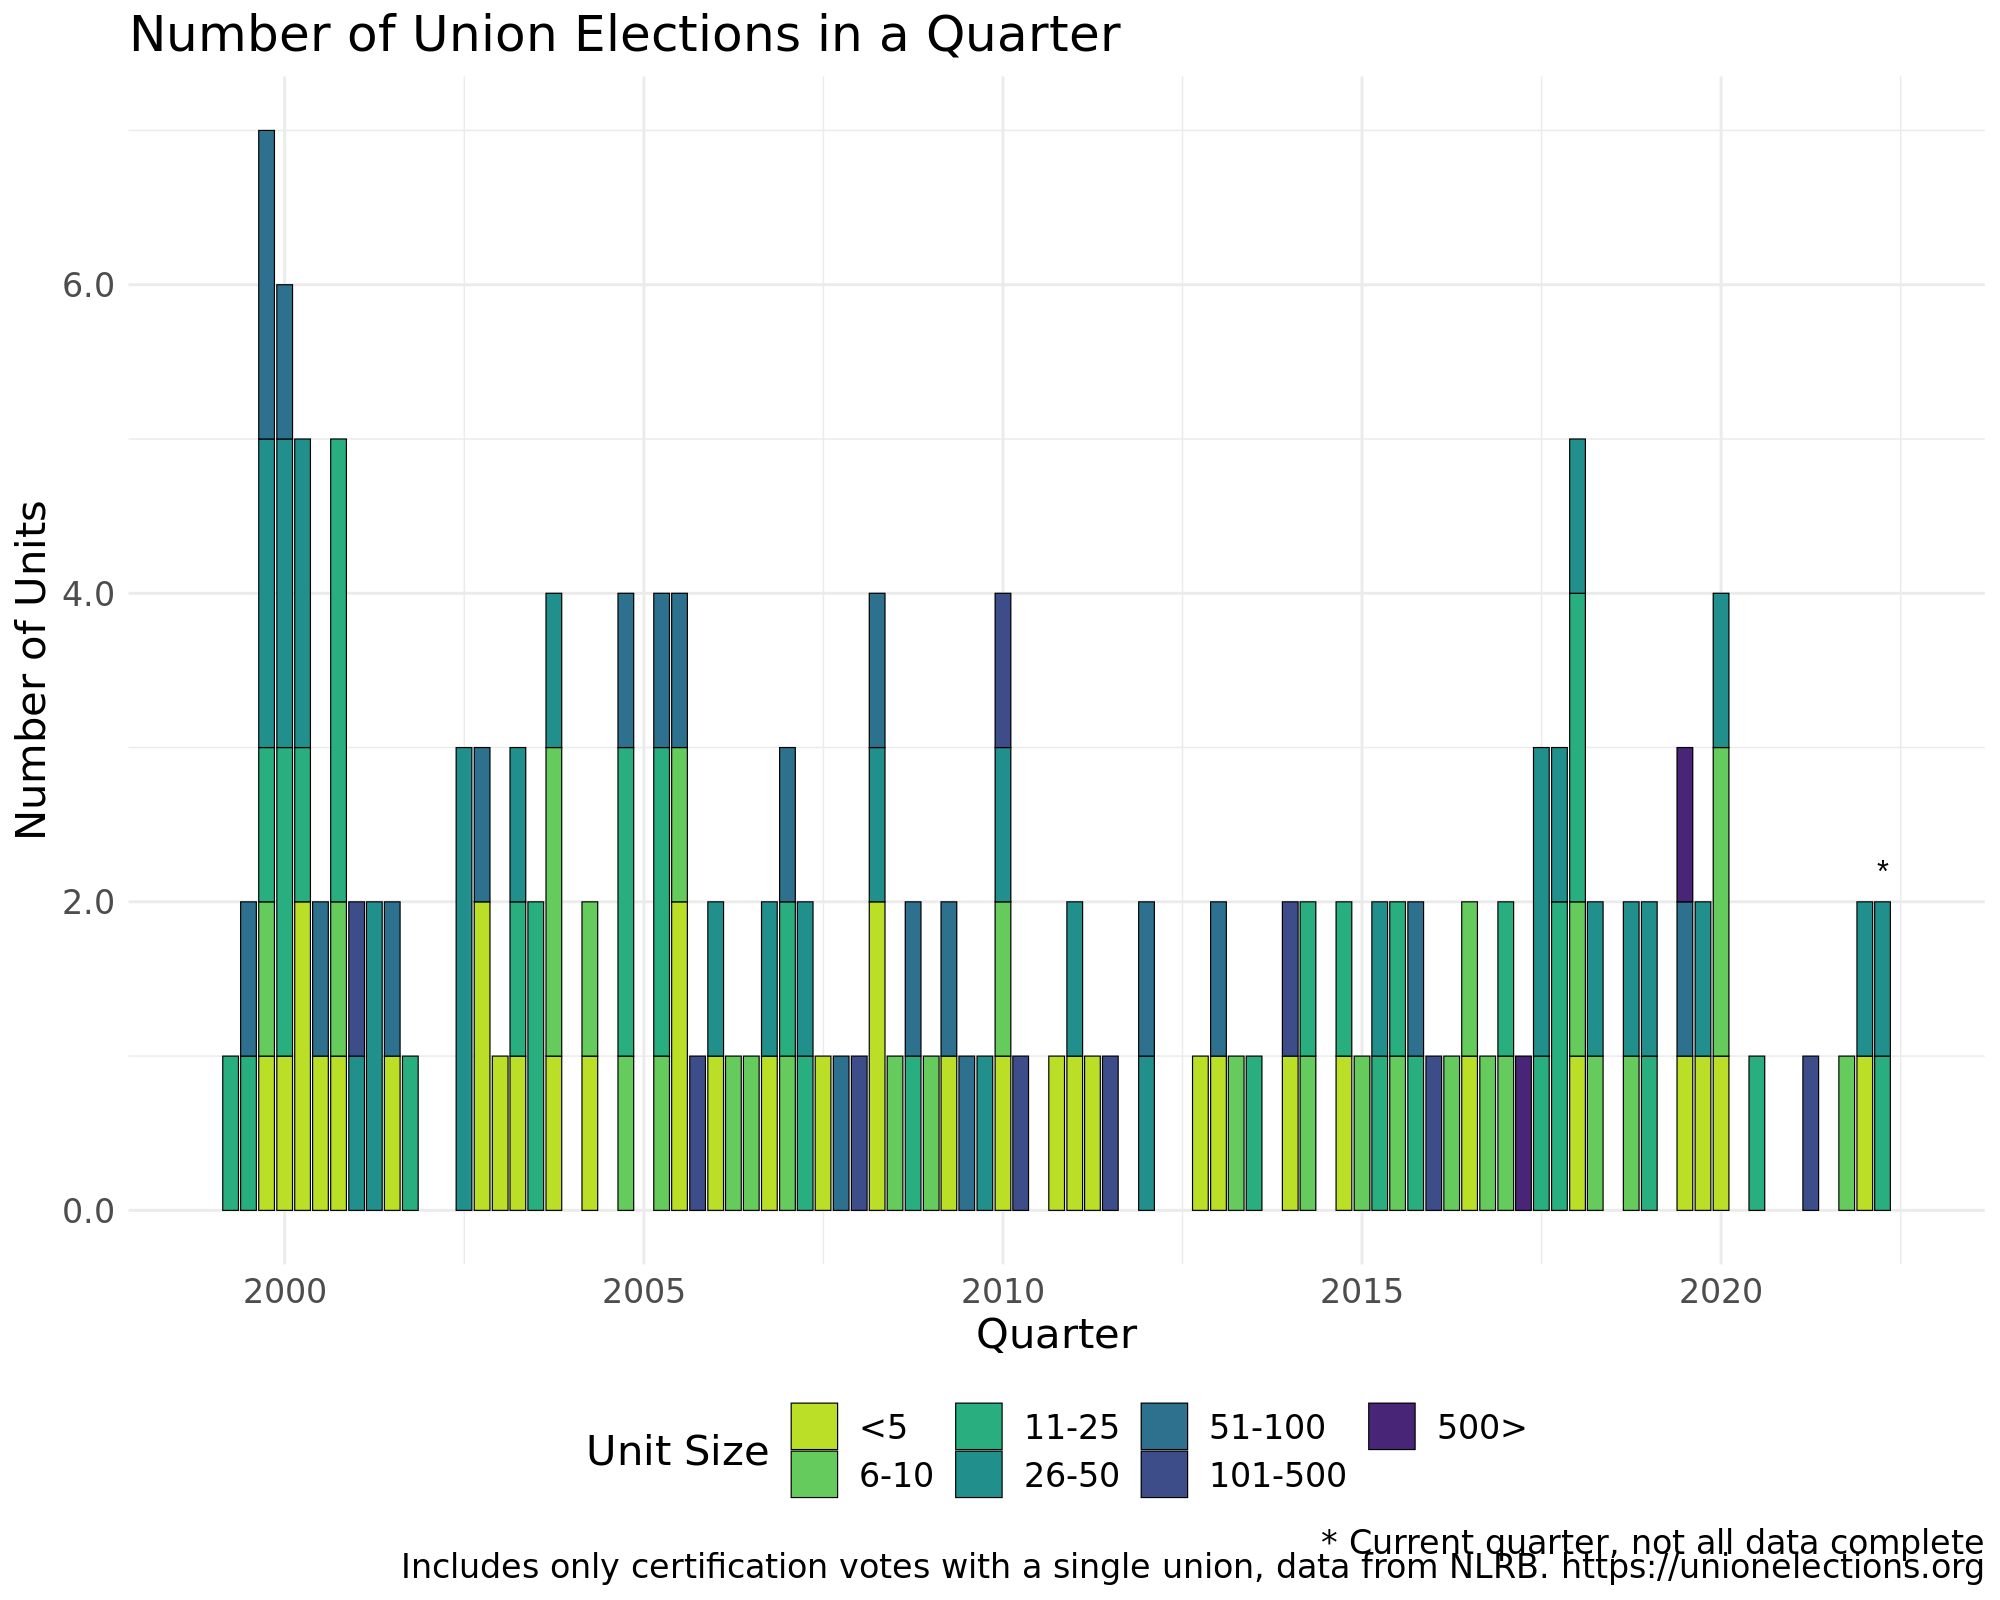 Number of Union Elections in a Quarter
Number of Units
6.0
4.0
2.0
0.0
*
2000 2005 2010 2015 2020
Quarter
Unit Size
<5 11-25 51-100 500>
6-10 26-50 101-500
* Current quarter, not all data complete
Includes only certification votes with a single union, data from NLRB. https://unionelections.org